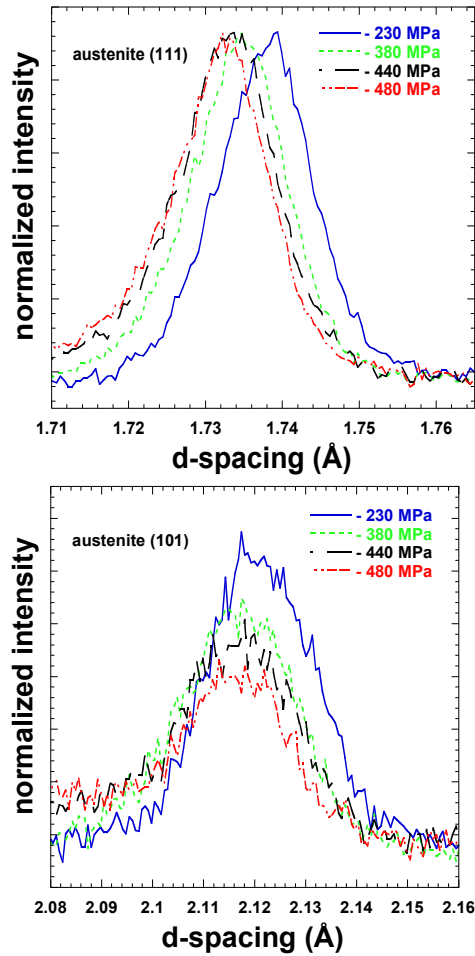 austenite (111)
- 230 MPa
- 380 MPa
- 440 MPa
- 480 MPa
normalized intensity
1.71 1.72 1.73 1.74 1.75 1.76
d-spacing (Å)
austenite (101)
- 230 MPa
- 380 MPa
- 440 MPa
- 480 MPa
normalized intensity
2.08 2.09 2.10 2.11 2.12 2.13 2.14 2.15 2.16
d-spacing (Å)